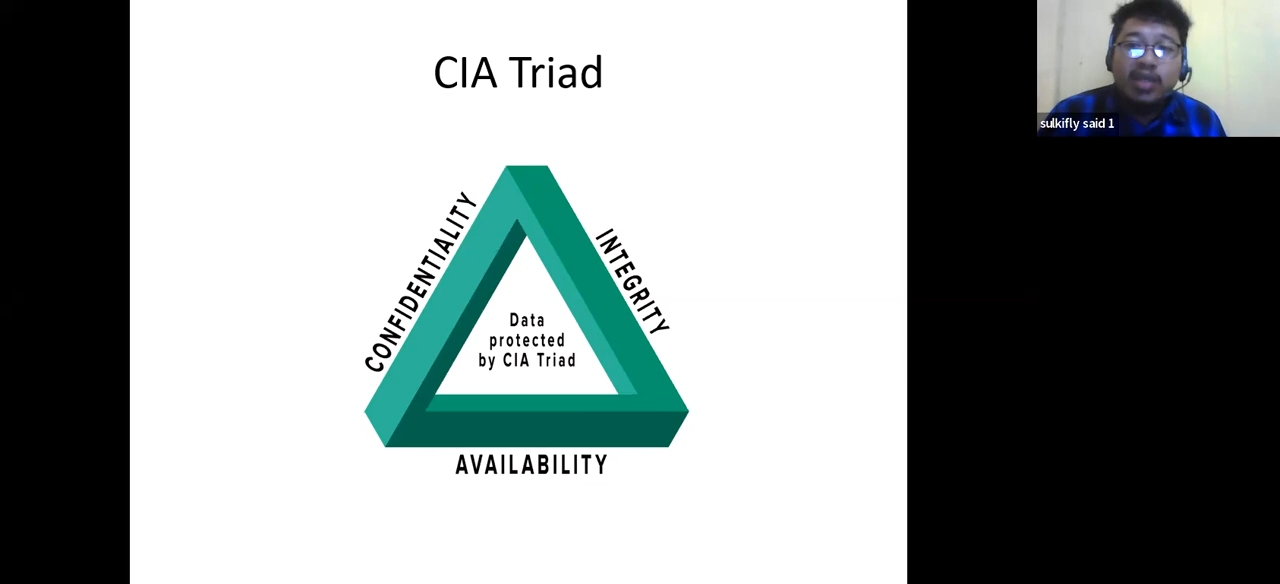 CIA Triad
sulkifly said 1
CONFIDENTIALITY
INTEGRITY
Data
protected
by CIA Triad
AVAILABILITY